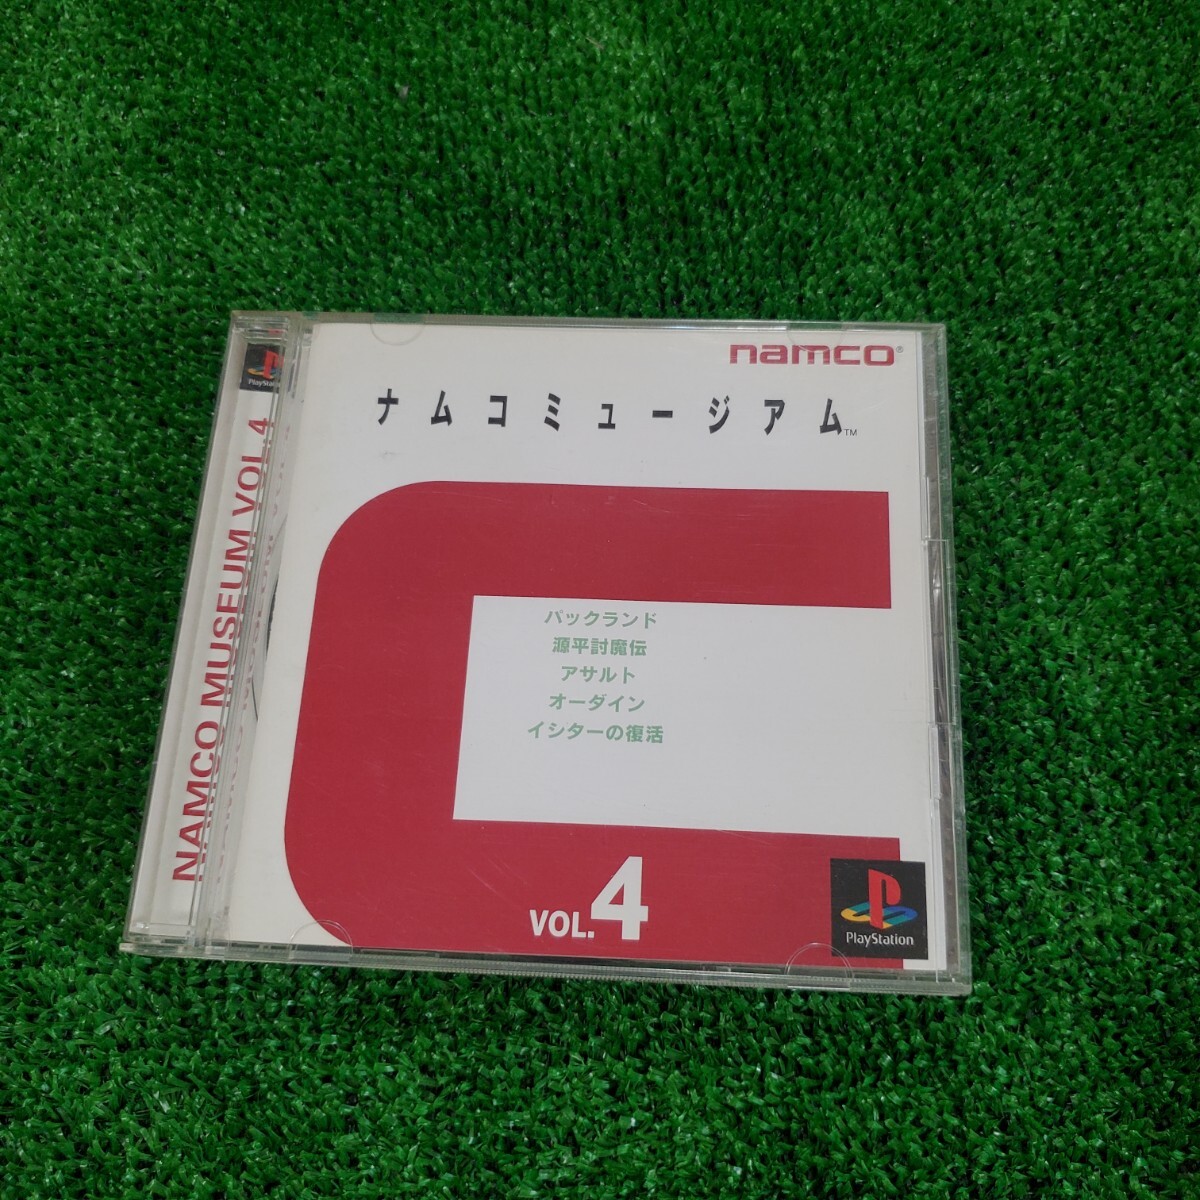 namco®
ナムコミュージアム™
パックランド
源平討魔伝
アサルト
オーダイン
イシターの復活
VOL.4
PlayStation
PlayStation
NAMCO MUSEUM VOL.4